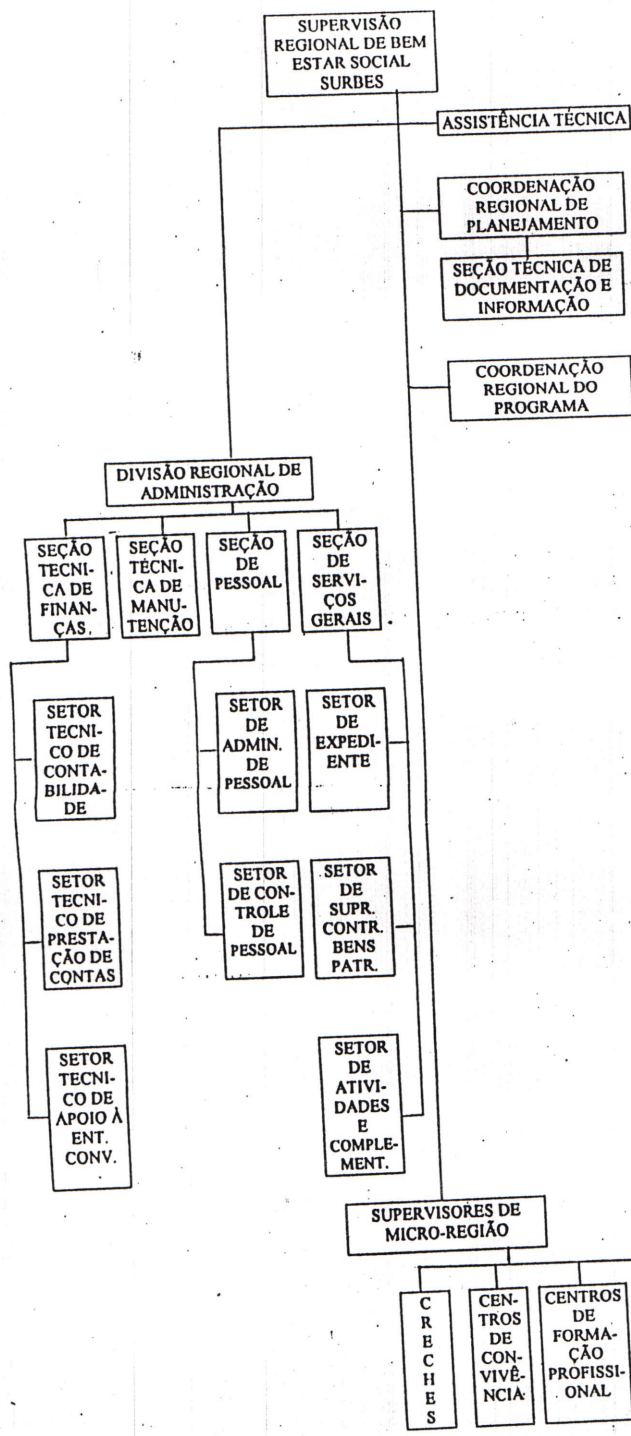 SUPERVISÃO
REGIONAL DE BEM
ESTAR SOCIAL
SURBES
ASSISTÊNCIA TÉCNICA
COORDENAÇÃO
REGIONAL DE
PLANEJAMENTO
SEÇÃO TÉCNICA DE
DOCUMENTAÇÃO E
INFORMAÇÃO
COORDENAÇÃO
REGIONAL DO
PROGRAMA
DIVISÃO REGIONAL DE
ADMINISTRAÇÃO
SEÇÃO
TECNI-
CA DE
FINAN-
ÇAS.
SEÇÃO
TÉCNI-
CA DE
MANU-
TENÇÃO
SEÇÃO
DE
PESSOAL
SEÇÃO
DE
SERVI-
ÇOS
GERAIS
SETOR
TECNI-
CO DE
CONTA-
BILIDA-
DE
SETOR
DE
ADMIN.
DE
PESSOAL
SETOR
DE
EXPEDI-
ENTE
SETOR
TECNI-
CO DE
PRESTA-
ÇÃO DE
CONTAS
SETOR
DE CON-
TROLE
DE
PESSOAL
SETOR
DE
SUPR.
CONTR.
BENS
PATR.
SETOR
TECNI-
CO DE
APOIO À
ENT.
CONV.
SETOR
DE
ATIVI-
DADES
E
COMPLE-
MENT.
SUPERVISORES DE
MICRO-REGIÃO
C
R
E
C
H
E
S
CEN-
TROS
DE
CON-
VIVÊ-
NCIA
CENTROS
DE
FORMA-
ÇÃO
PROFISSI-
ONAL